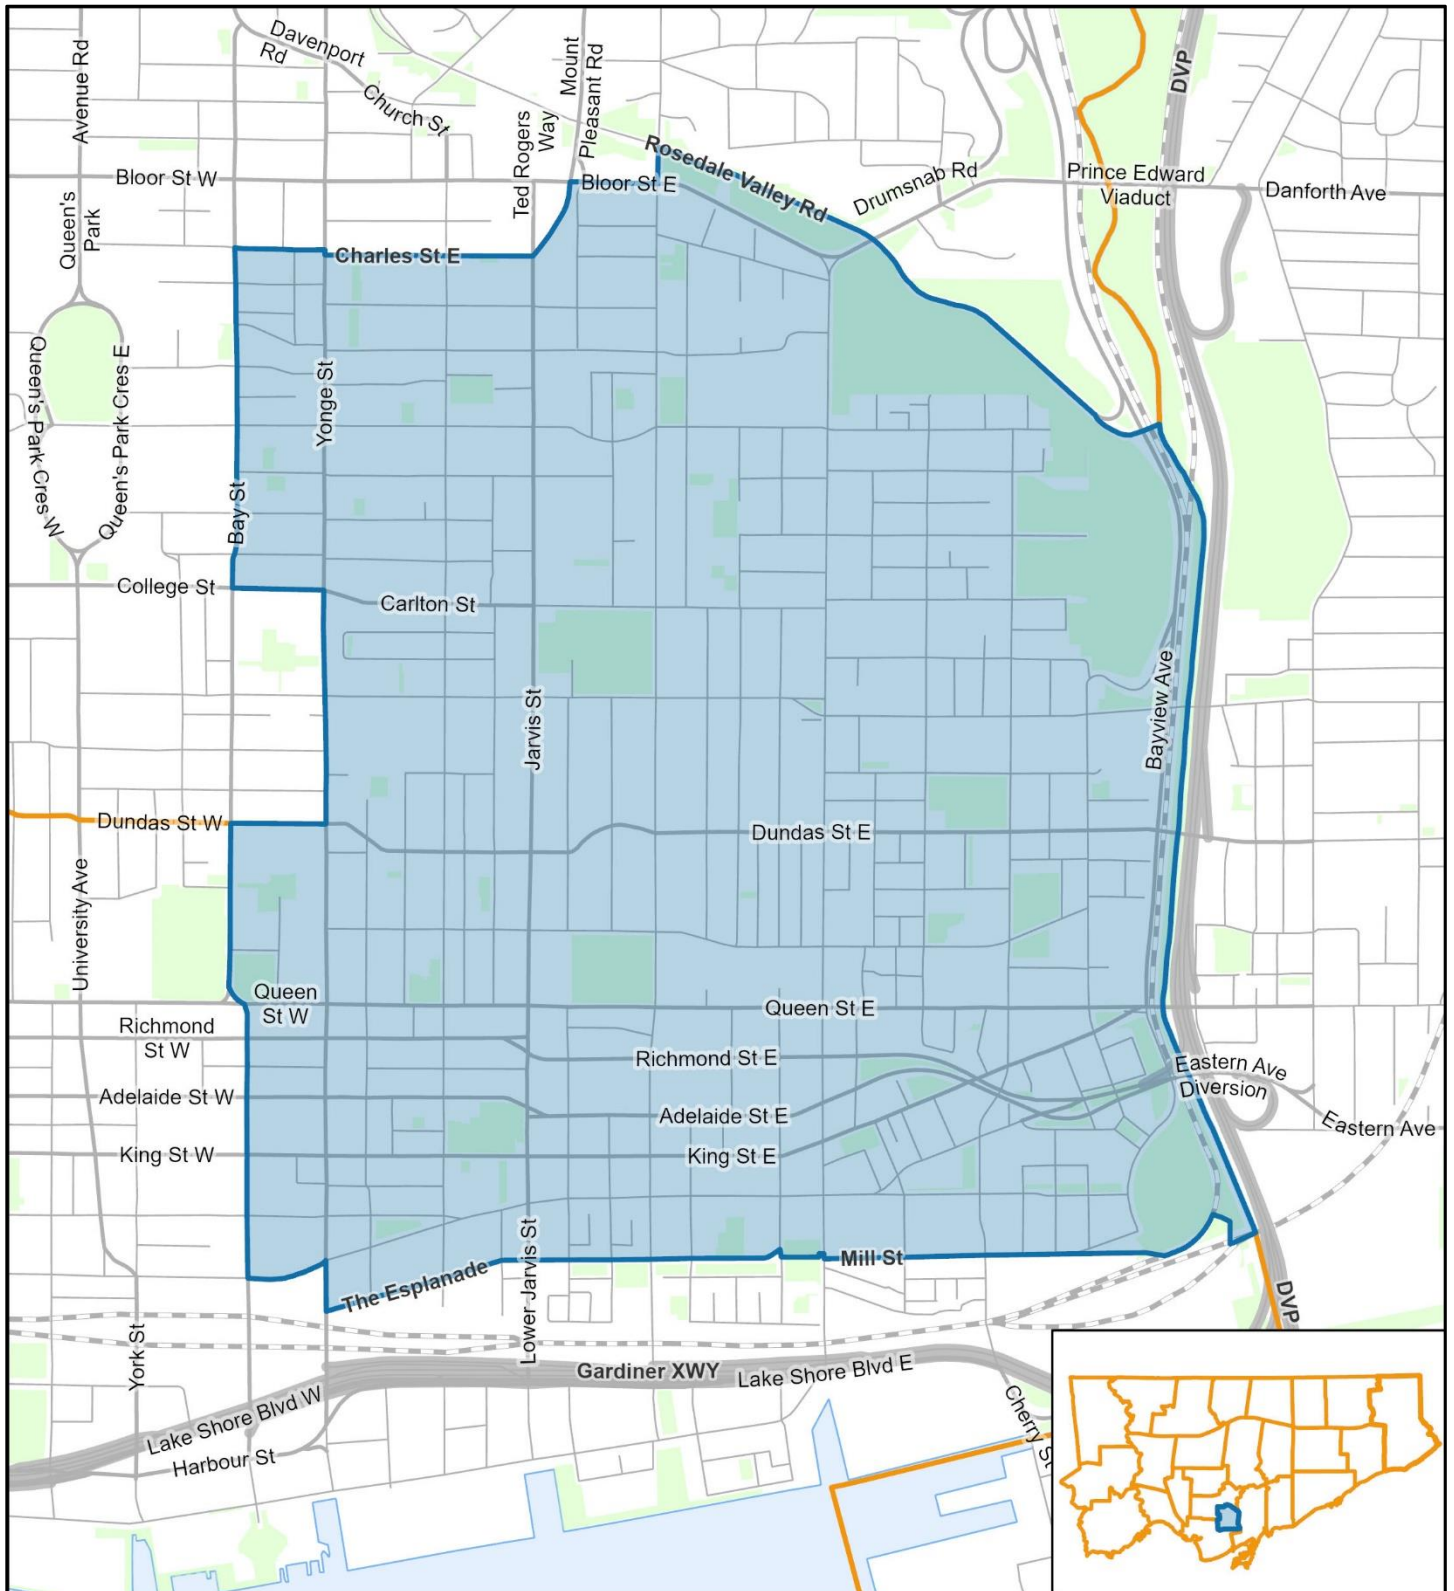 Avenue Rd
Davenport
Rd
Church St
Mount
Pleasant Rd
Ted Rogers
Way
DVP
Bloor St W
Bloor St E
Rosedale Valley Rd
Drumsnab Rd
Prince Edward
Viaduct
Danforth Ave
Queen's
Park
Charles St E
Queen's Park Cres W
Queen's Park Cres E
Yonge St
Bay St
College St
Carlton St
Jarvis St
Bayview Ave
Dundas St W
Dundas St E
University Ave
Queen
St W
Queen St E
Richmond
St W
Richmond St E
Eastern Ave
Diversion
Adelaide St W
Adelaide St E
Eastern Ave
King St W
King St E
Lower Jarvis St
Mill St
The Esplanade
DVP
York St
Gardiner XWY
Lake Shore Blvd E
Lake Shore Blvd W
Cherry St
Harbour St